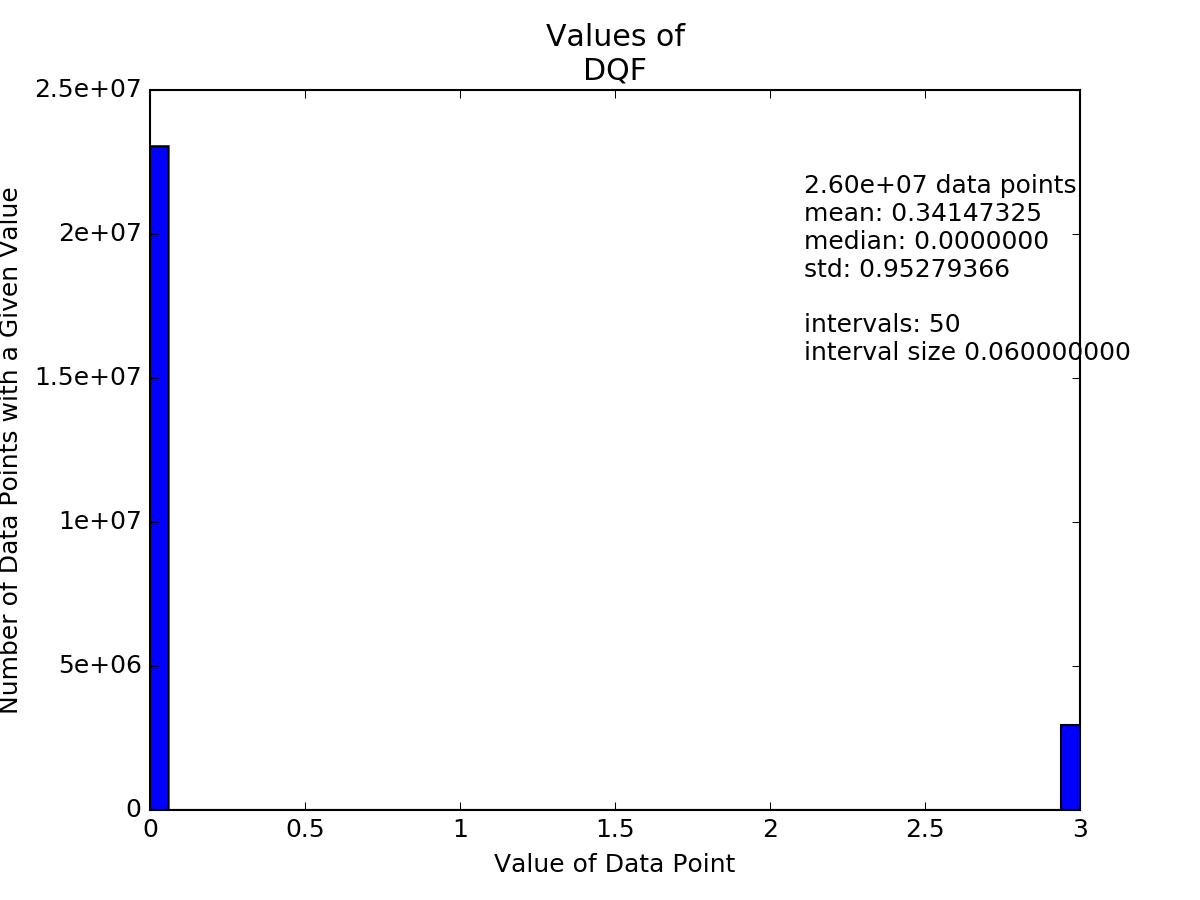 Values of
DQF
2.5e+07
2e+07
1.5e+07
1e+07
5e+06
0
Number of Data Points with a Given Value
2.60e+07 data points
mean: 0.34147325
median: 0.0000000
std: 0.95279366
intervals: 50
interval size 0.060000000
0 0.5 1 1.5 2 2.5 3
Value of Data Point